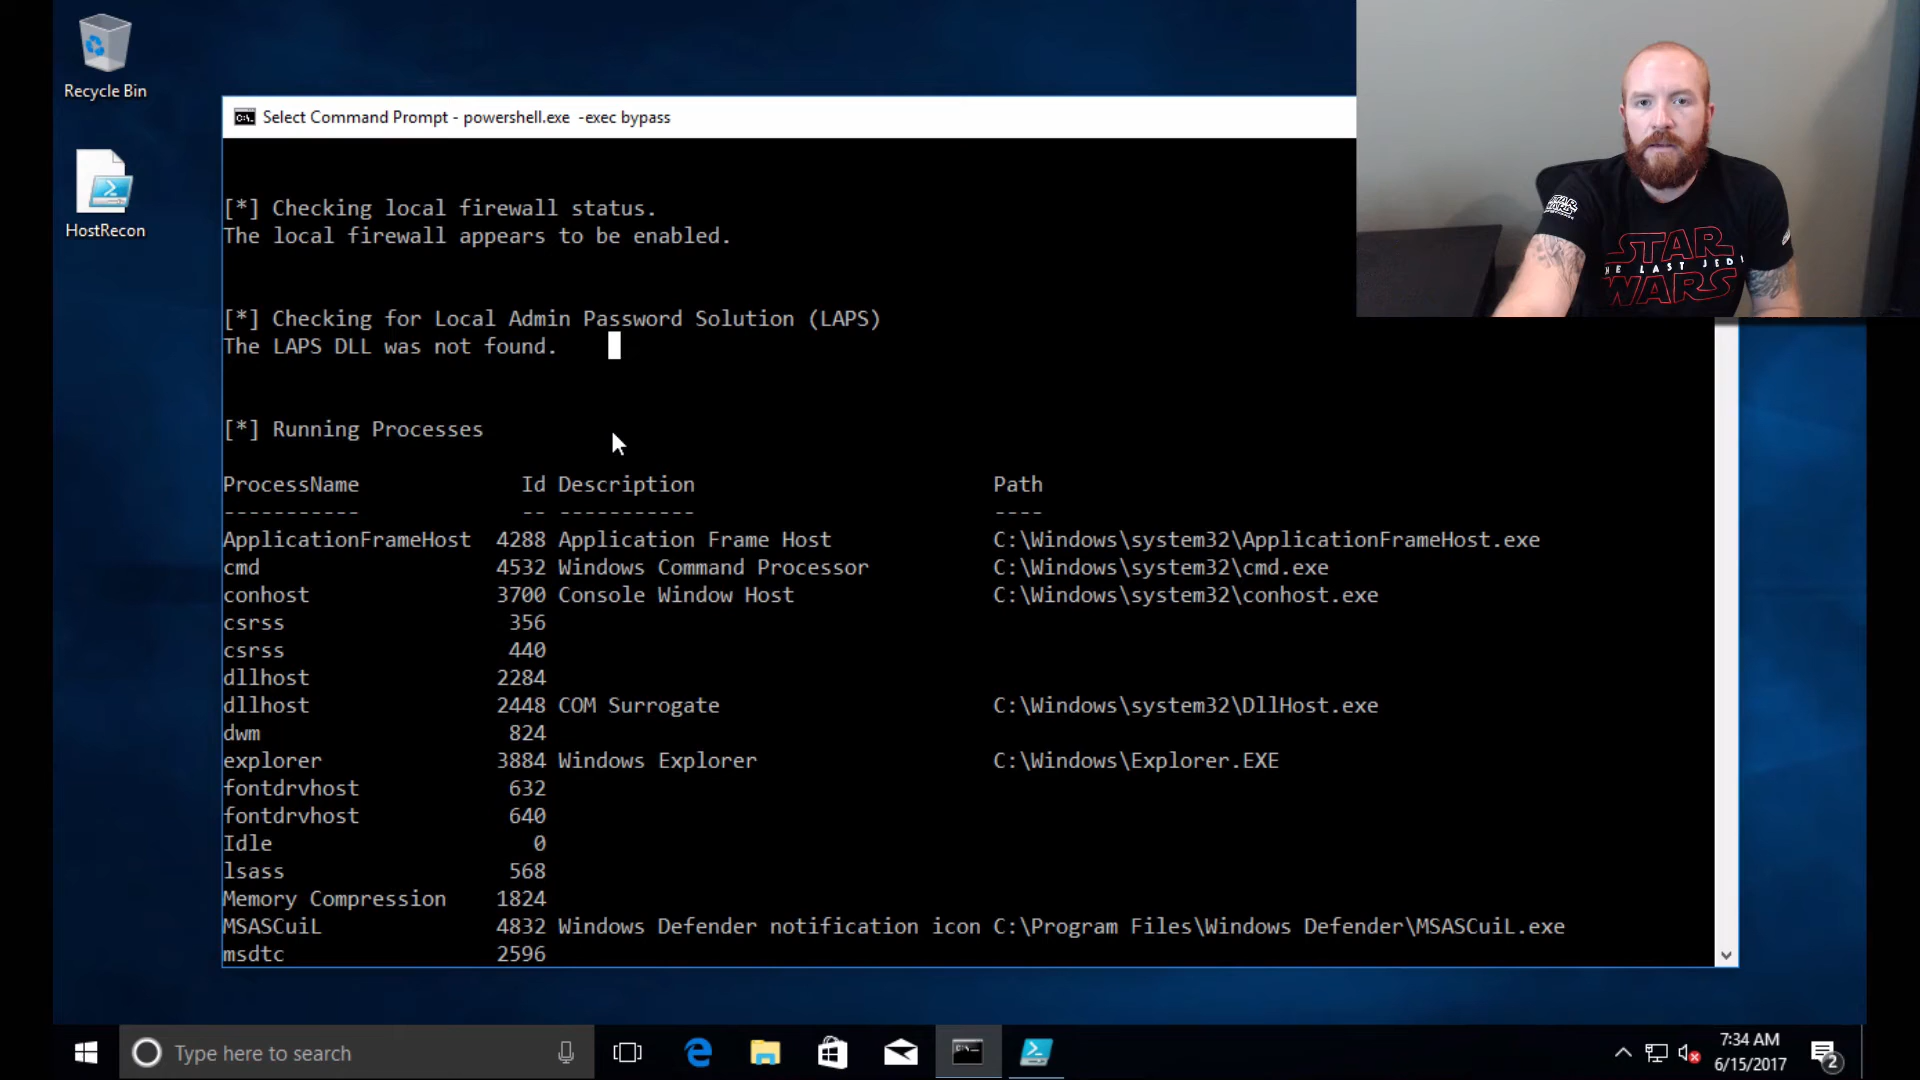 Recycle Bin
HostRecon
Select Command Prompt - powershell.exe  -exec bypass
[*] Checking local firewall status.
The local firewall appears to be enabled.
[*] Checking for Local Admin Password Solution (LAPS)
The LAPS DLL was not found.
[*] Running Processes
ProcessName Id Description Path
----------- -- ----------- ----
ApplicationFrameHost 4288 Application Frame Host C:\Windows\system32\ApplicationFrameHost.exe
cmd 4532 Windows Command Processor C:\Windows\system32\cmd.exe
conhost 3700 Console Window Host C:\Windows\system32\conhost.exe
csrss 356
csrss 440
dllhost 2284
dllhost 2448 COM Surrogate C:\Windows\system32\DllHost.exe
dwm 824
explorer 3884 Windows Explorer C:\Windows\Explorer.EXE
fontdrvhost 632
fontdrvhost 640
Idle 0
lsass 568
Memory Compression 1824
MSASCuiL 4832 Windows Defender notification icon C:\Program Files\Windows Defender\MSASCuiL.exe
msdtc 2596
STAR
WARS
STAR
HE LAST JEDI
WARS
Type here to search
7:34 AM
6/15/2017
2